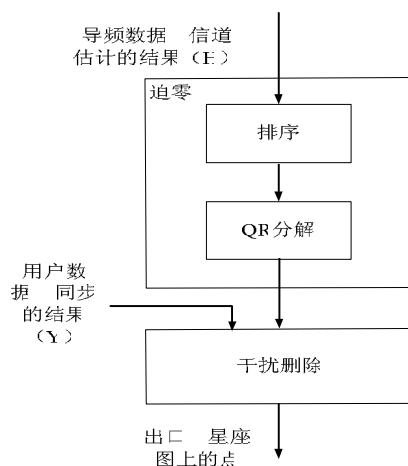 导频数据 信道
估计的结果（H）
迫零
排序
QR分解
用户数
据 同步
的结果
（Y）
干扰删除
出口 星座
图上的点